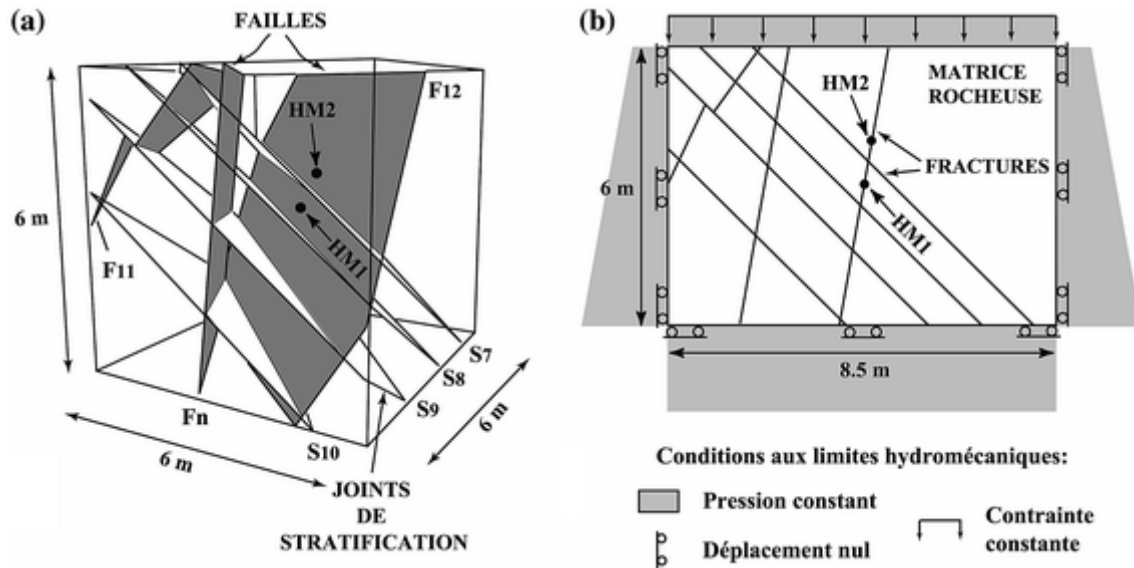 (a)
FAILLES
F12
HM2
6 m
HM1
F11
S7
S8
S9
Fn
S10
6 m
6 m
JOINTS
DE
STRATIFICATION
(b)
MATRICE
ROCHEUSE
HM2
FRACTURES
6 m
HM1
8.5 m
Conditions aux limites hydromécaniques:
Pression constant
Contrainte
constante
Déplacement nul